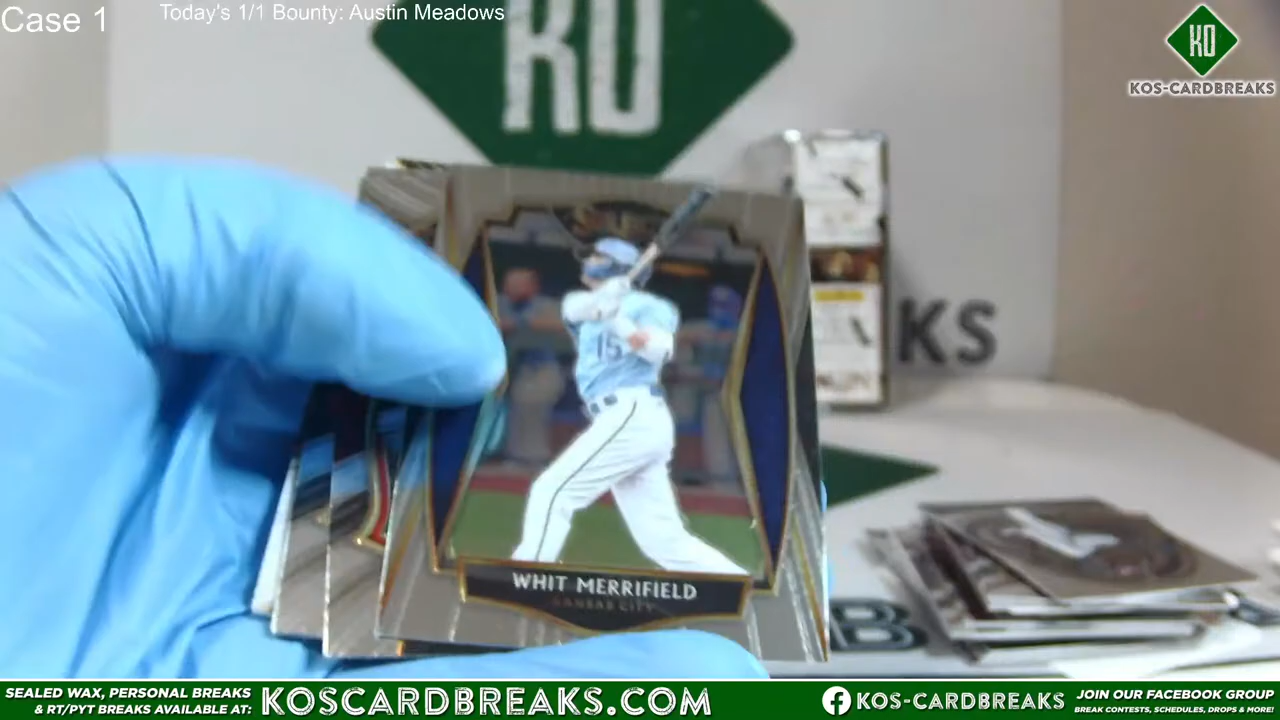 Case 1
Today's 1/1 Bounty: Austin Meadows
KO
KO
KOS-CARDBREAKS
KS
15
WHIT MERRIFIELD
KANSAS CITY
B
SEALED WAX, PERSONAL BREAKS
& RT/PYT BREAKS AVAILABLE AT:
KOSCARDBREAKS.COM
KOS-CARDBREAKS
JOIN OUR FACEBOOK GROUP
BREAK CONTESTS, SCHEDULES, DROPS & MORE!